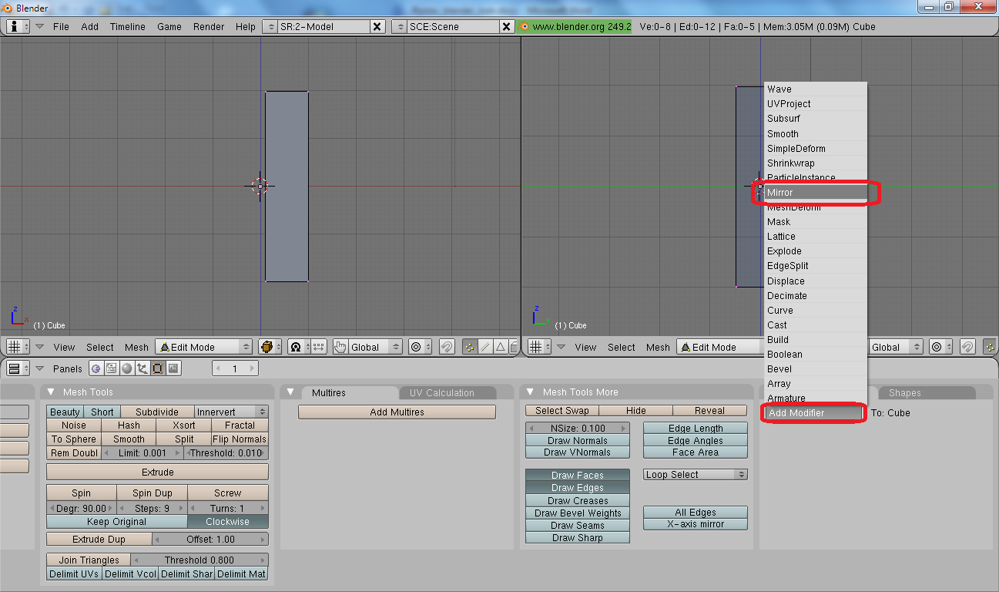 Blender
File Add Timeline Game Render Help SR:2-Model SCE:Scene www.blender.org 249.2 Ve:0-8 | Ed:0-12 | Fa:0-5 | Mem:3.05M (0.09M) Cube
Wave
UVProject
Subsurf
Smooth
SimpleDeform
Shrinkwrap
ParticleInstance
Mirror
MeshDeform
Mask
Lattice
Explode
EdgeSplit
Displace
Decimate
Curve
Cast
Build
Boolean
Bevel
Array
Armature
Add Modifier To: Cube
z
x
(1) Cube
z
(1) Cube
View Select Mesh Edit Mode Global
View Select Mesh Edit Mode Global
Panels 1
Mesh Tools
Beauty Short Subdivide Innervert
Noise Hash Xsort Fractal
To Sphere Smooth Split Flip Normals
Rem Doubl Limit: 0.001 Threshold: 0.010
Extrude
Spin Spin Dup Screw
Degr: 90.00 Steps: 9 Turns: 1
Keep Original Clockwise
Extrude Dup Offset: 1.00
Join Triangles Threshold 0.800
Delimit UVs Delimit Vcol Delimit Shar Delimit Mat
Multires UV Calculation
Add Multires
Mesh Tools More
Select Swap Hide Reveal
NSize: 0.100 Edge Length
Draw Normals Edge Angles
Draw VNormals Face Area
Draw Faces Loop Select
Draw Edges
Draw Creases
Draw Bevel Weights All Edges
Draw Seams X-axis mirror
Draw Sharp
Shapes